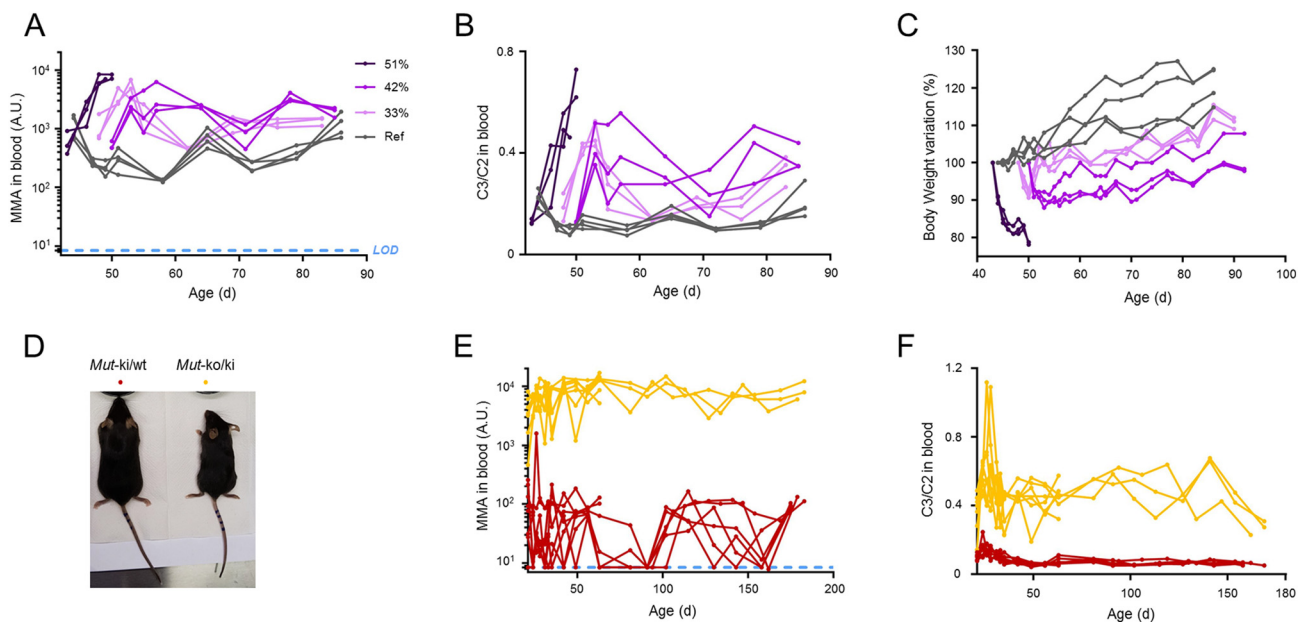 A
MMA in blood (A.U.)
10⁴
10³
10²
10¹
50 60 70 80 90
Age (d)
LOD
51%
42%
33%
Ref
B
C3/C2 in blood
0.8
0.4
0
50 60 70 80 90
Age (d)
C
Body Weight variation (%)
130
120
110
100
90
80
40 50 60 70 80 90 100
Age (d)
D
Mut-ki/wt Mut-ko/ki
E
MMA in blood (A.U.)
10⁴
10³
10²
10¹
50 100 150 200
Age (d)
F
C3/C2 in blood
1.2
0.8
0.4
0
50 100 150 180
Age (d)